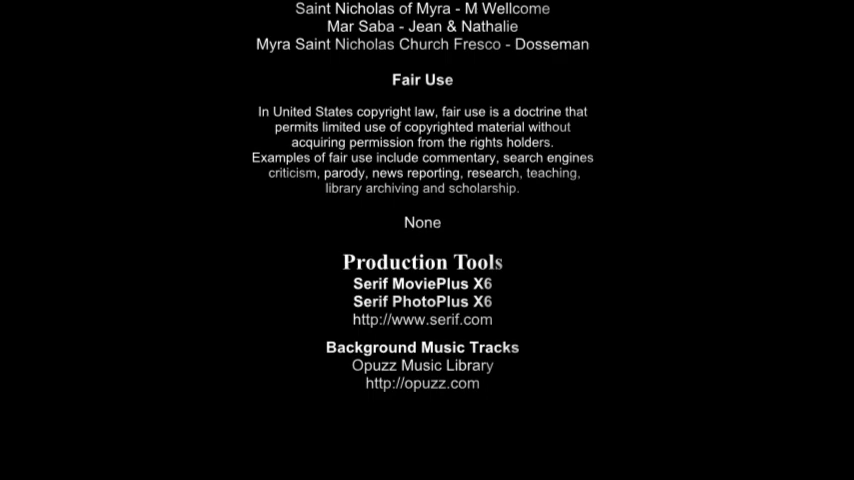 Saint Nicholas of Myra - M Wellcome
Mar Saba - Jean & Nathalie
Myra Saint Nicholas Church Fresco - Dosseman
Fair Use
In United States copyright law, fair use is a doctrine that
permits limited use of copyrighted material without
acquiring permission from the rights holders.
Examples of fair use include commentary, search engines
criticism, parody, news reporting, research, teaching,
library archiving and scholarship.
None
Production Tools
Serif MoviePlus X6
Serif PhotoPlus X6
http://www.serif.com
Background Music Tracks
Opuzz Music Library
http://opuzz.com